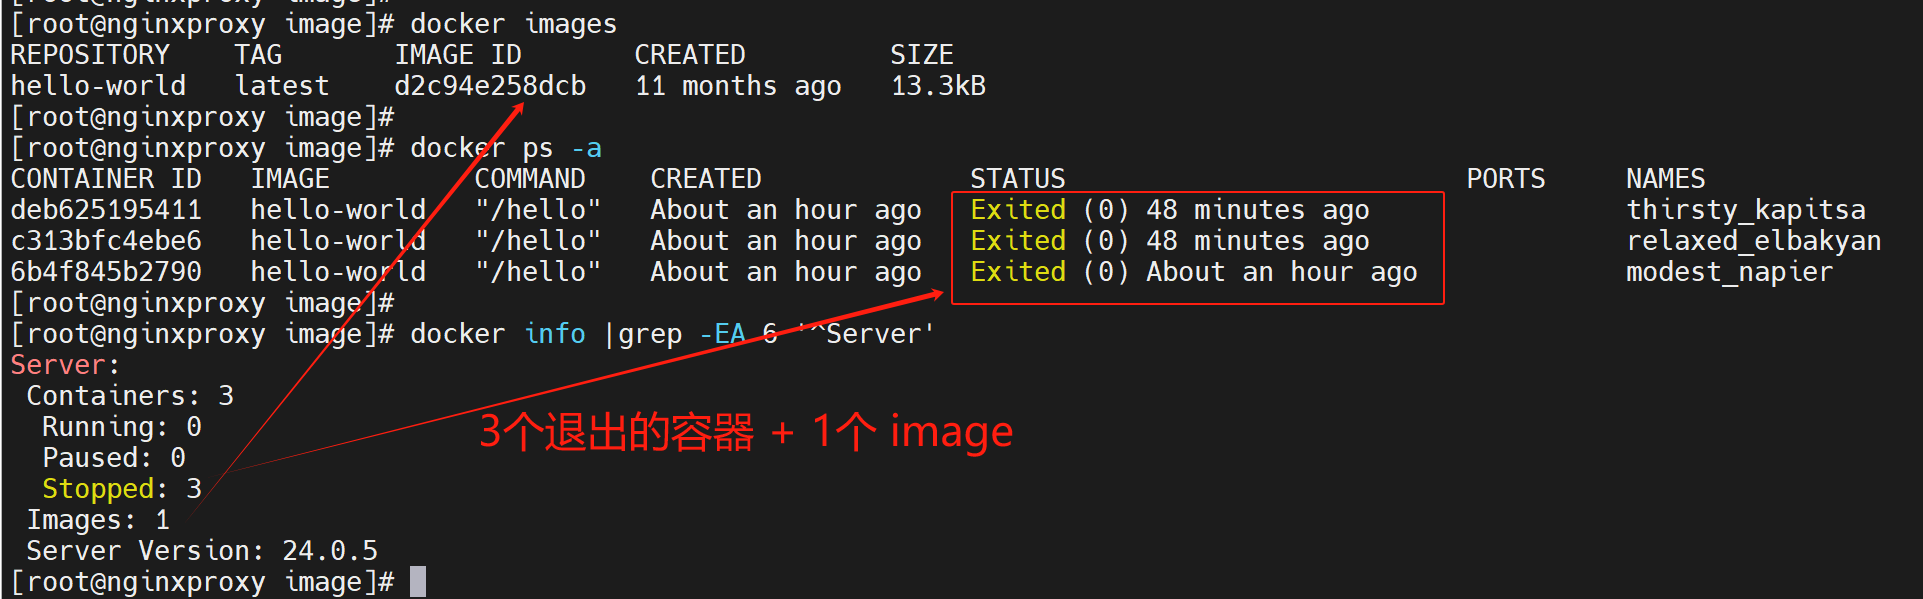 [root@nginxproxy image]#
[root@nginxproxy image]# docker images
REPOSITORY    TAG       IMAGE ID       CREATED         SIZE
hello-world   latest    d2c94e258dcb   11 months ago   13.3kB
[root@nginxproxy image]#
[root@nginxproxy image]# docker ps -a
CONTAINER ID   IMAGE         COMMAND    CREATED             STATUS                         PORTS     NAMES
deb625195411   hello-world   "/hello"   About an hour ago   Exited (0) 48 minutes ago                thirsty_kapitsa
c313bfc4ebe6   hello-world   "/hello"   About an hour ago   Exited (0) 48 minutes ago                relaxed_elbakyan
6b4f845b2790   hello-world   "/hello"   About an hour ago   Exited (0) About an hour ago             modest_napier
[root@nginxproxy image]#
[root@nginxproxy image]# docker info |grep -EA 6 '^Server'
Server:
 Containers: 3
  Running: 0
3个退出的容器 + 1个 image
  Paused: 0
  Stopped: 3
 Images: 1
 Server Version: 24.0.5
[root@nginxproxy image]#